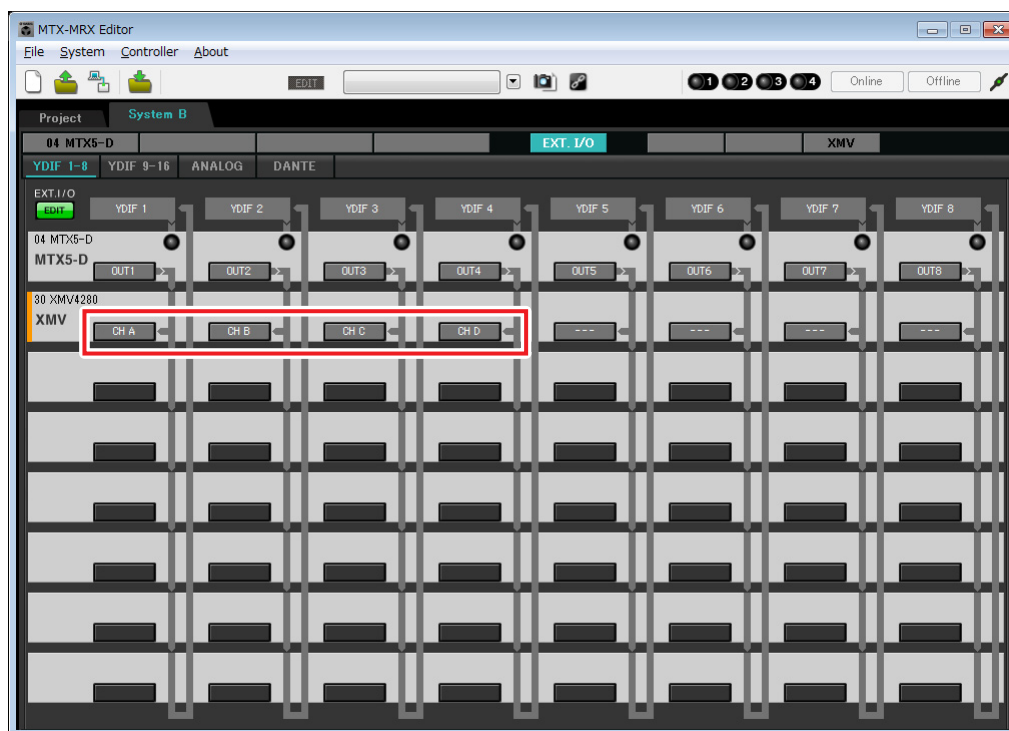 MTX-MRX Editor
File System Controller About
EDIT 1 2 3 4 Online Offline
Project System B
04 MTX5-D EXT. I/O XMV
YDIF 1-8 YDIF 9-16 ANALOG DANTE
EXT.I/O
EDIT YDIF 1 YDIF 2 YDIF 3 YDIF 4 YDIF 5 YDIF 6 YDIF 7 YDIF 8
04 MTX5-D
MTX5-D OUT1 OUT2 OUT3 OUT4 OUT5 OUT6 OUT7 OUT8
30 XMV4280
XMV CH A CH B CH C CH D --- --- --- ---